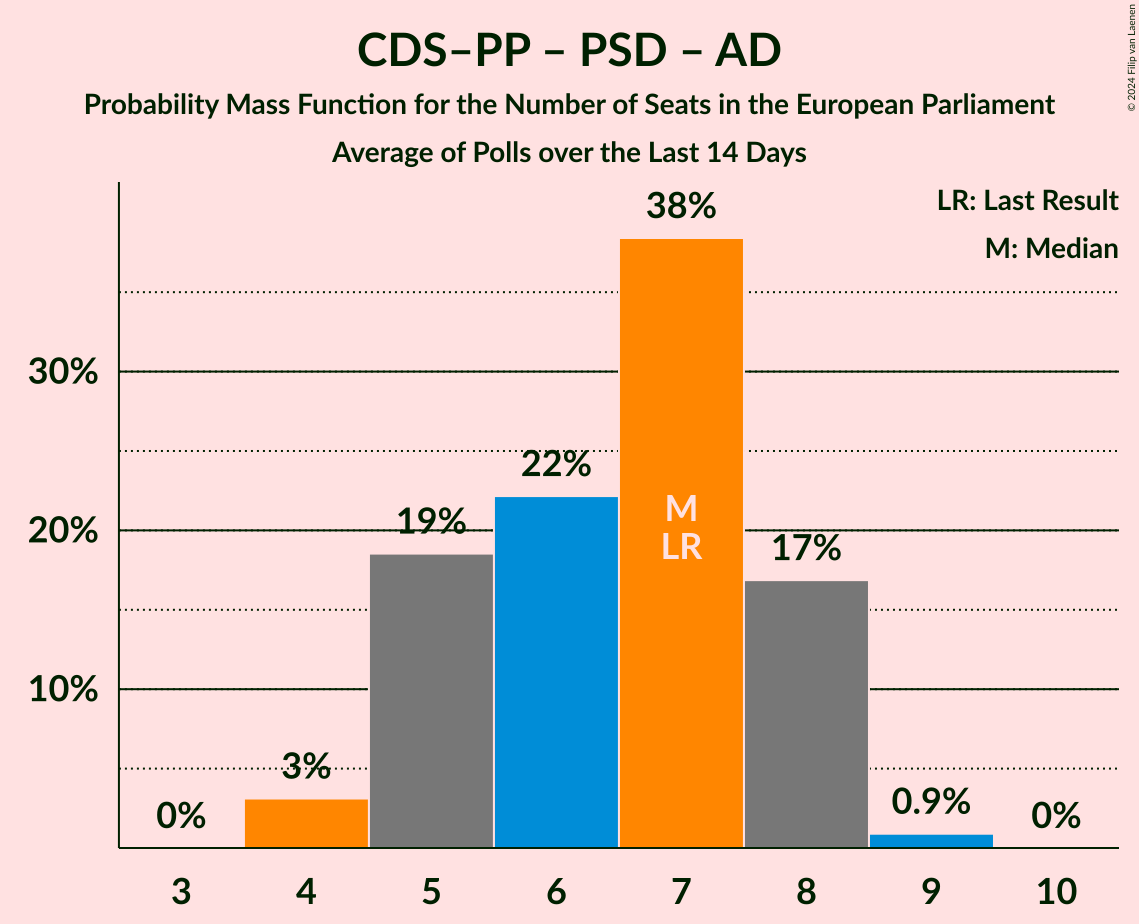 CDS–PP – PSD – AD
Probability Mass Function for the Number of Seats in the European Parliament
Average of Polls over the Last 14 Days
© 2024 Filip van Laenen
LR: Last Result
M: Median
38%
30%
22%
M
19%
20%
LR
17%
10%
3%
0%
0.9%
0%
3 4 5 6 7 8 9 10